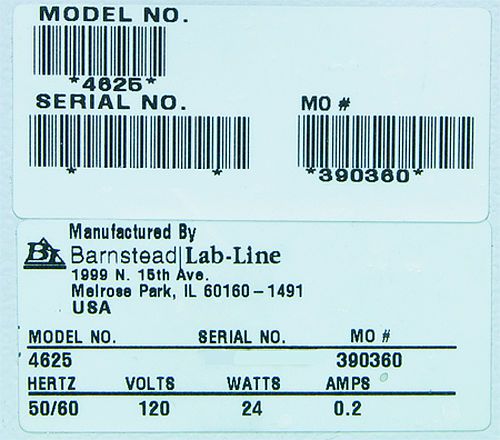 MODEL NO.
*4625*
SERIAL NO. MO #
* * *390360*
Manufactured By
BL Barnstead|Lab-Line
1999 N. 15th Ave.
Melrose Park, IL 60160-1491
USA
MODEL NO. SERIAL NO. MO #
4625 390360
HERTZ VOLTS WATTS AMPS
50/60 120 24 0.2